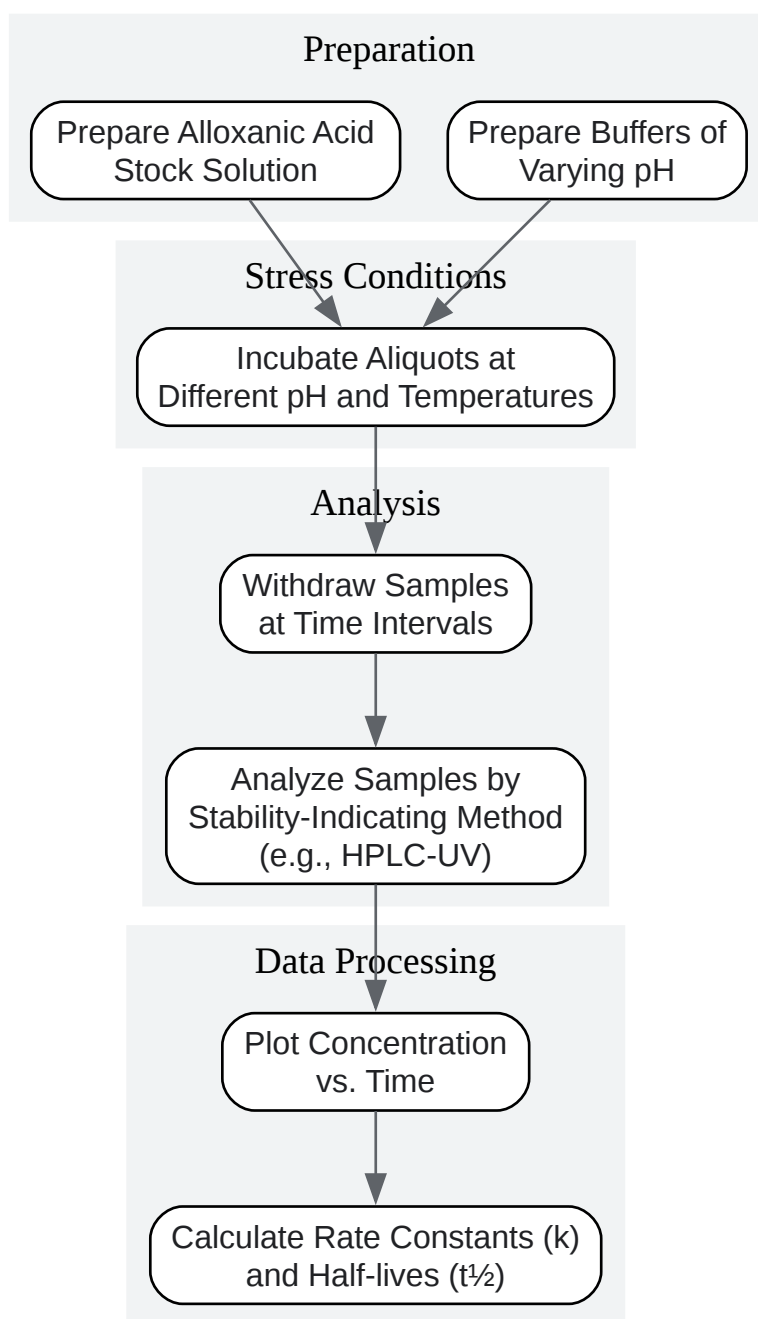 Preparation
Prepare Alloxanic Acid
Stock Solution
Prepare Buffers of
Varying pH
Stress Conditions
Incubate Aliquots at
Different pH and Temperatures
Analysis
Withdraw Samples
at Time Intervals
Analyze Samples by
Stability-Indicating Method
(e.g., HPLC-UV)
Data Processing
Plot Concentration
vs. Time
Calculate Rate Constants (k)
and Half-lives (t½)